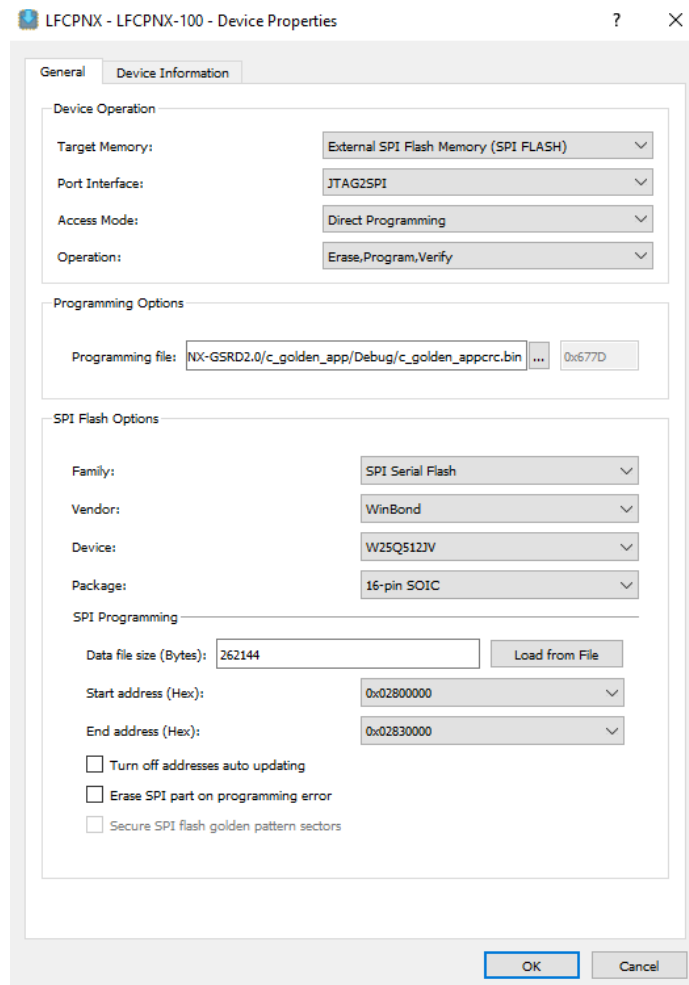 LFCPNX - LFCPNX-100 - Device Properties ? X
General Device Information
Device Operation
Target Memory: External SPI Flash Memory (SPI FLASH)
Port Interface: JTAG2SPI
Access Mode: Direct Programming
Operation: Erase,Program,Verify
Programming Options
Programming file: NX-GSRD2.0/c_golden_app/Debug/c_golden_appcrc.bin ... 0x677D
SPI Flash Options
Family: SPI Serial Flash
Vendor: WinBond
Device: W25Q512JV
Package: 16-pin SOIC
SPI Programming
Data file size (Bytes): 262144 Load from File
Start address (Hex): 0x02800000
End address (Hex): 0x02830000
Turn off addresses auto updating
Erase SPI part on programming error
Secure SPI flash golden pattern sectors
OK Cancel